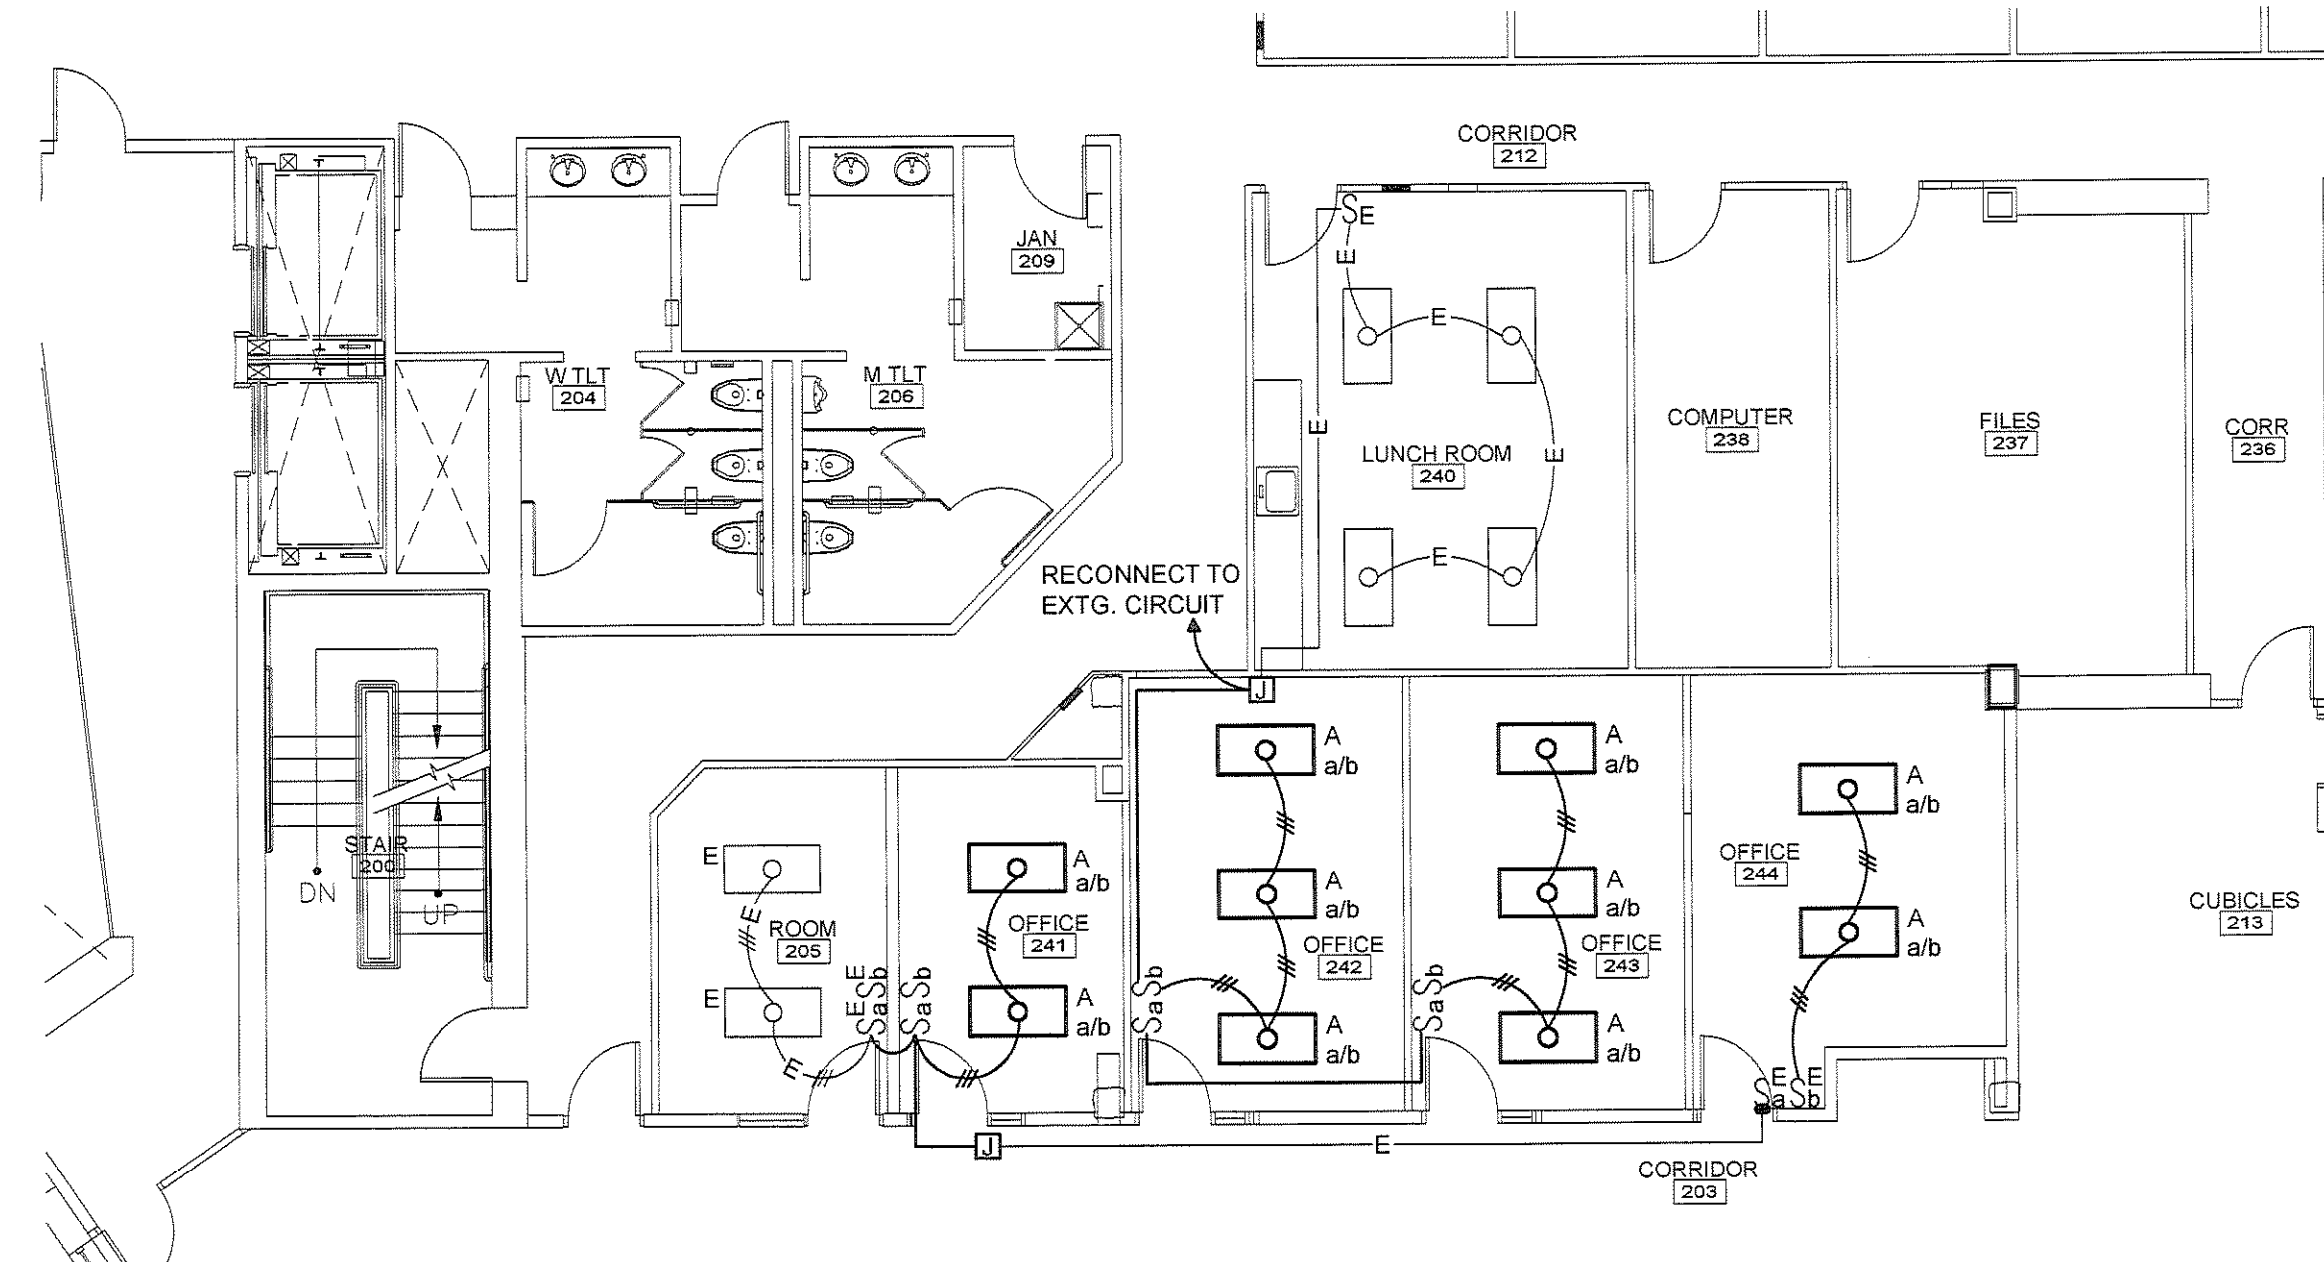 CORRIDOR
212
SE
E
JAN
209
E
W TLT
204
M TLT
206
E
COMPUTER
238
FILES
237
CORR
236
LUNCH ROOM
240
E
E
RECONNECT TO
EXTG. CIRCUIT
J
A
a/b
A
a/b
A
a/b
STAIR
200
DN
UP
E
E
ROOM
205
E
E
E E
SaSb
SaSb
A
a/b
OFFICE
241
A
a/b
A
a/b
OFFICE
242
SaSb
A
a/b
A
a/b
OFFICE
243
SaSb
A
a/b
OFFICE
244
A
a/b
CUBICLES
213
E E
SaSb
J
E
CORRIDOR
203